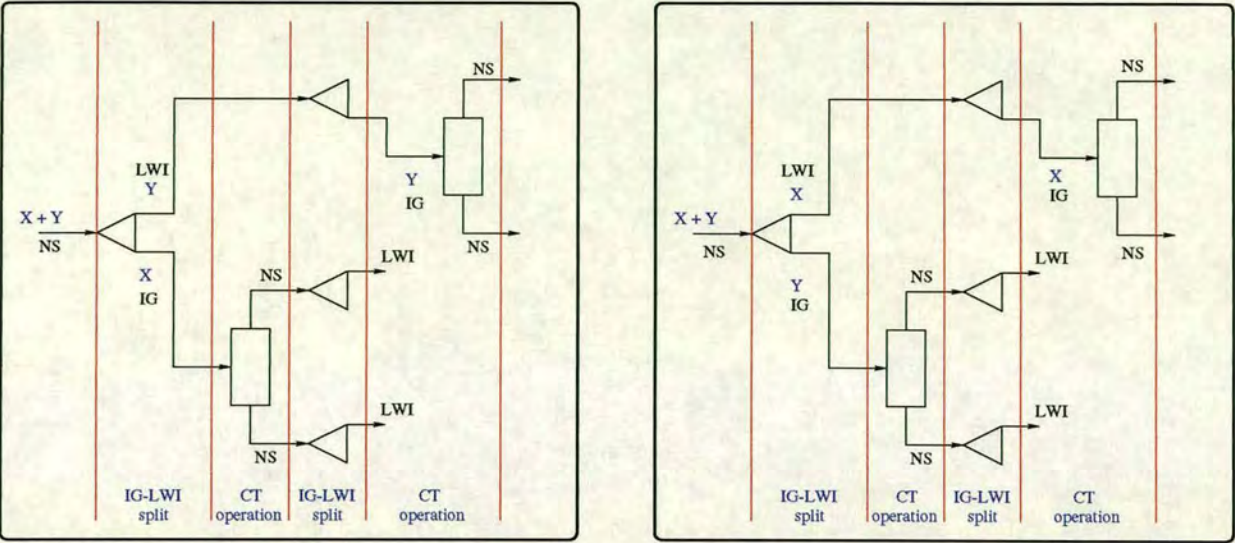 NS
LWI
Y
Y
IG
X + Y
NS
NS
X
IG
NS
LWI
LWI
NS
IG-LWI split
CT operation
IG-LWI split
CT operation
NS
LWI
X
X
IG
X + Y
NS
NS
Y
IG
NS
LWI
LWI
NS
IG-LWI split
CT operation
IG-LWI split
CT operation